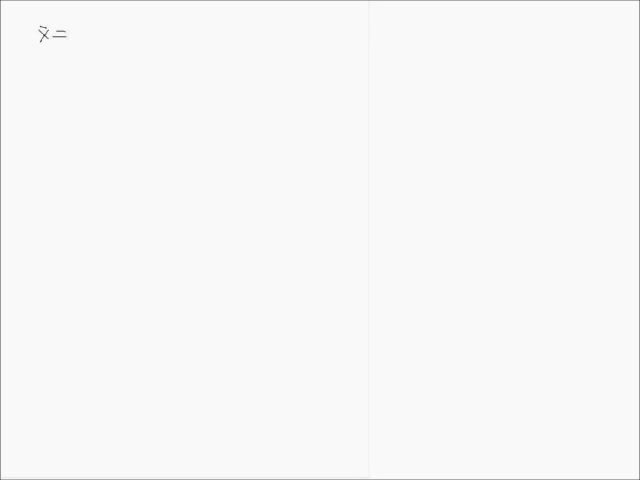 x̄ =